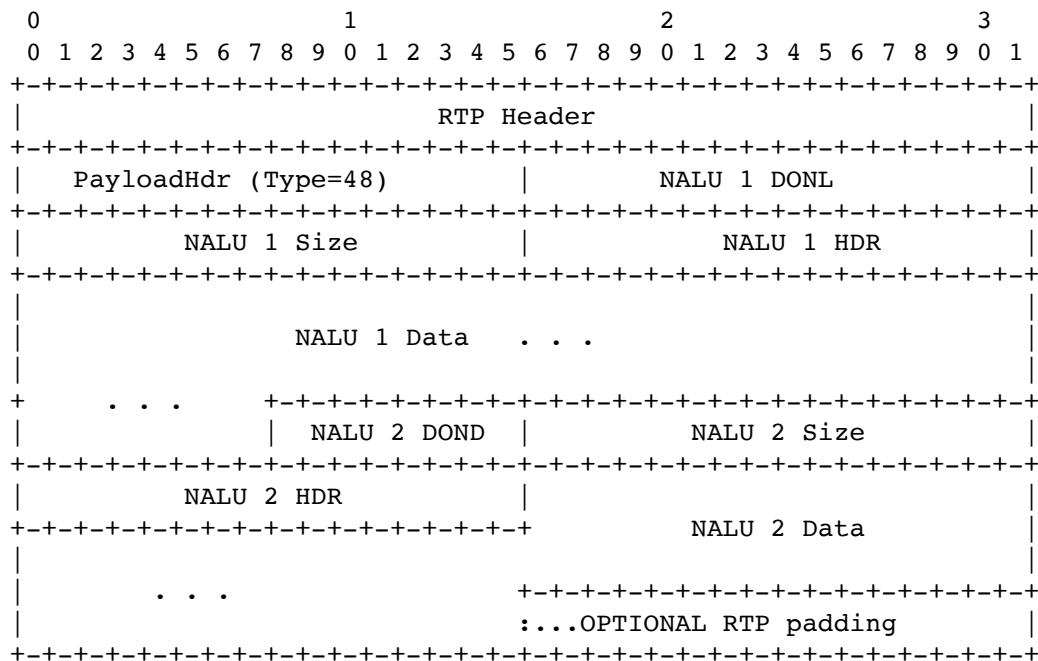 0                   1                   2                   3
 0 1 2 3 4 5 6 7 8 9 0 1 2 3 4 5 6 7 8 9 0 1 2 3 4 5 6 7 8 9 0 1
+-+-+-+-+-+-+-+-+-+-+-+-+-+-+-+-+-+-+-+-+-+-+-+-+-+-+-+-+-+-+-+-+
|                          RTP Header                           |
+-+-+-+-+-+-+-+-+-+-+-+-+-+-+-+-+-+-+-+-+-+-+-+-+-+-+-+-+-+-+-+-+
|   PayloadHdr (Type=48)        |        NALU 1 DONL            |
+-+-+-+-+-+-+-+-+-+-+-+-+-+-+-+-+-+-+-+-+-+-+-+-+-+-+-+-+-+-+-+-+
|          NALU 1 Size          |            NALU 1 HDR         |
+-+-+-+-+-+-+-+-+-+-+-+-+-+-+-+-+-+-+-+-+-+-+-+-+-+-+-+-+-+-+-+-+
|                                                               |
|                 NALU 1 Data   . . .                           |
|                                                               |
+     . . .     +-+-+-+-+-+-+-+-+-+-+-+-+-+-+-+-+-+-+-+-+-+-+-+-+
|               |  NALU 2 DOND  |          NALU 2 Size          |
+-+-+-+-+-+-+-+-+-+-+-+-+-+-+-+-+-+-+-+-+-+-+-+-+-+-+-+-+-+-+-+-+
|          NALU 2 HDR           |                               |
+-+-+-+-+-+-+-+-+-+-+-+-+-+-+-+-+          NALU 2 Data          |
|                                                               |
|        . . .                  +-+-+-+-+-+-+-+-+-+-+-+-+-+-+-+-+
|                               :...OPTIONAL RTP padding        |
+-+-+-+-+-+-+-+-+-+-+-+-+-+-+-+-+-+-+-+-+-+-+-+-+-+-+-+-+-+-+-+-+